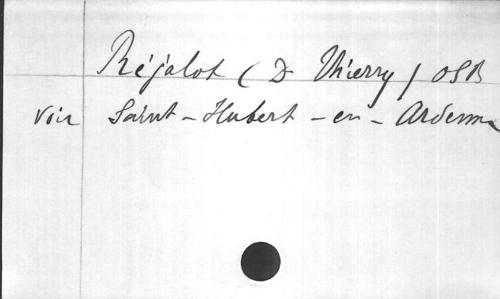 Réjalot (D Thierry) OSB
voir Saint-Hubert-en-Ardenne